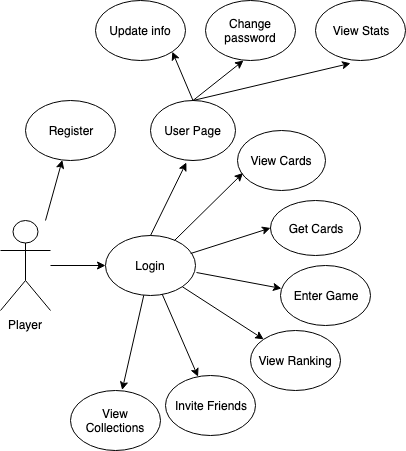 Update info
Change
password
View Stats
Register
User Page
View Cards
Get Cards
Login
Enter Game
Player
View Ranking
Invite Friends
View
Collections